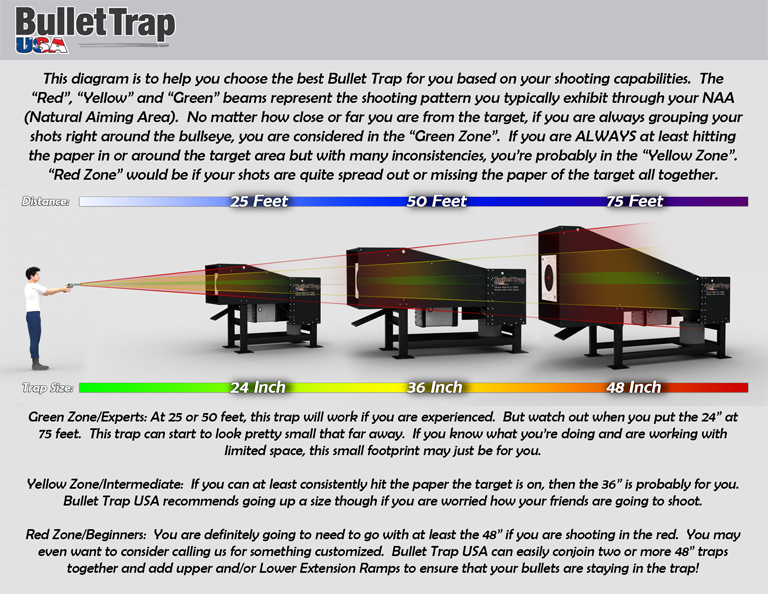 Bullet Trap
USA
This diagram is to help you choose the best Bullet Trap for you based on your shooting capabilities. The
"Red", "Yellow" and "Green" beams represent the shooting pattern you typically exhibit through your NAA
(Natural Aiming Area). No matter how close or far you are from the target, if you are always grouping your
shots right around the bullseye, you are considered in the "Green Zone". If you are ALWAYS at least hitting
the paper in or around the target area but with many inconsistencies, you're probably in the "Yellow Zone".
"Red Zone" would be if your shots are quite spread out or missing the paper of the target all together.
Distance: 25 Feet 50 Feet 75 Feet
BulletTrap
BulletTrap
BulletTrap
Trap Size: 24 Inch 36 Inch 48 Inch
Green Zone/Experts: At 25 or 50 feet, this trap will work if you are experienced. But watch out when you put the 24" at
75 feet. This trap can start to look pretty small that far away. If you know what you're doing and are working with
limited space, this small footprint may just be for you.
Yellow Zone/Intermediate: If you can at least consistently hit the paper the target is on, then the 36" is probably for you.
Bullet Trap USA recommends going up a size though if you are worried how your friends are going to shoot.
Red Zone/Beginners: You are definitely going to need to go with at least the 48" if you are shooting in the red. You may
even want to consider calling us for something customized. Bullet Trap USA can easily conjoin two or more 48" traps
together and add upper and/or Lower Extension Ramps to ensure that your bullets are staying in the trap!